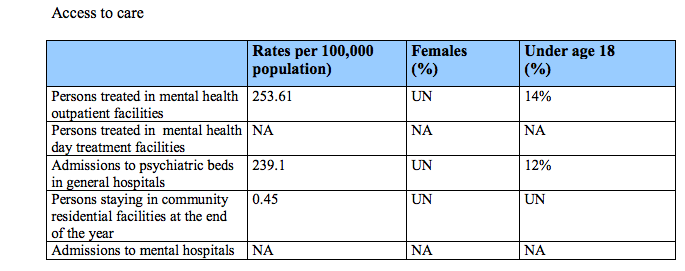 Access to care
Rates per 100,000 population) Females (%) Under age 18 (%)
Persons treated in mental health outpatient facilities 253.61 UN 14%
Persons treated in mental health day treatment facilities NA NA NA
Admissions to psychiatric beds in general hospitals 239.1 UN 12%
Persons staying in community residential facilities at the end of the year 0.45 UN UN
Admissions to mental hospitals NA NA NA